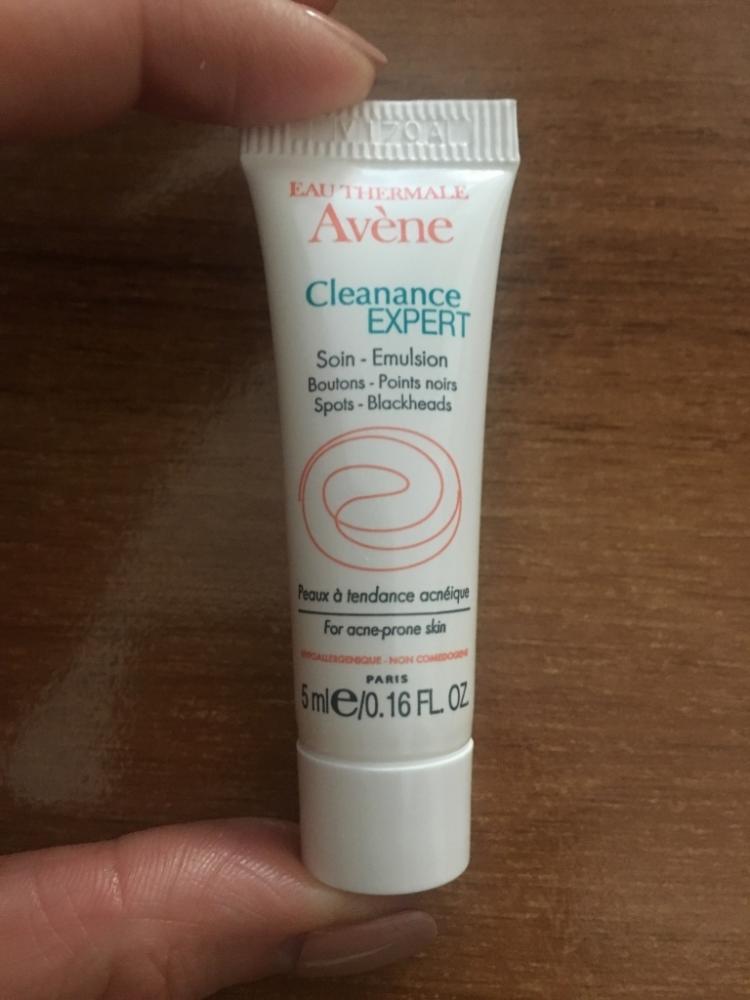 EAU THERMALE
Avène
Cleanance
EXPERT
Soin - Emulsion
Boutons - Points noirs
Spots - Blackheads
Peaux à tendance acnéique
For acne-prone skin
HYPOALLERGENIQUE - NON COMEDOGENE
PARIS
5 ml e/0.16 FL. OZ